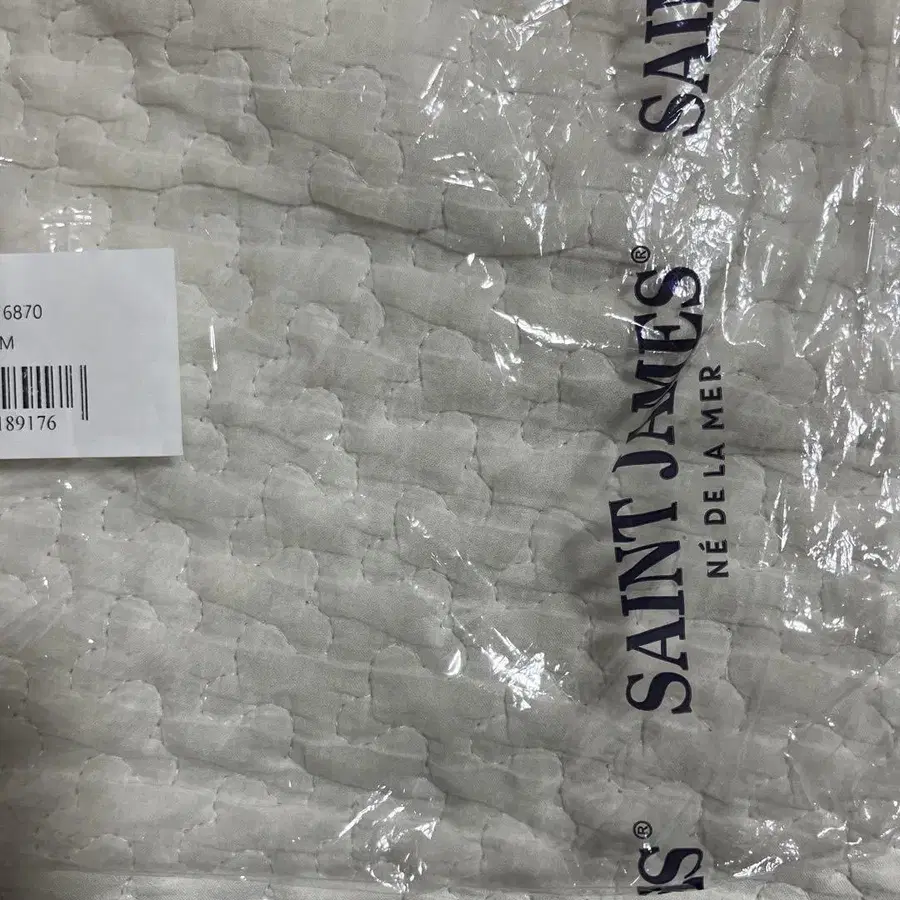 6870
M
189176
SAINT JAMES®
NÉ DE LA MER
SAI
S®